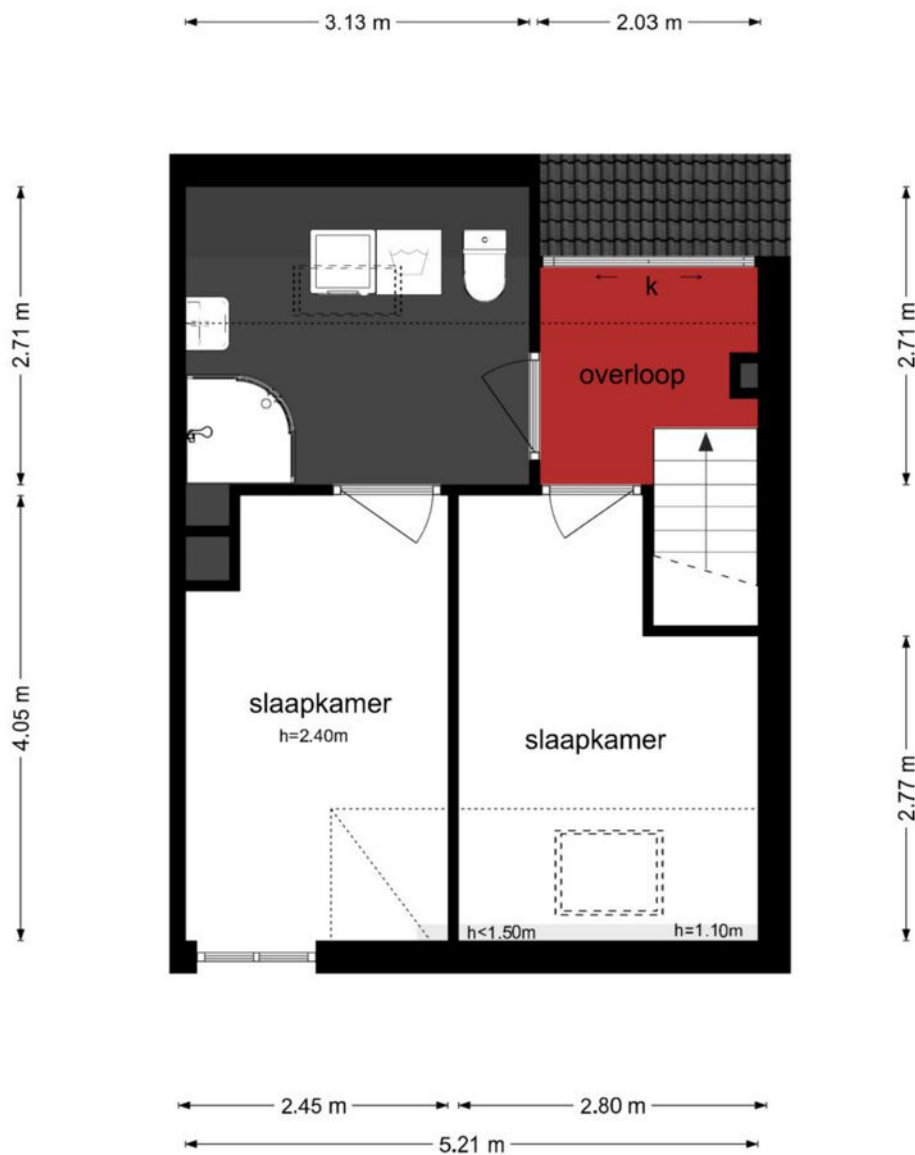 3.13 m
2.03 m
2.71 m
2.71 m
k
overloop
4.05 m
slaapkamer
h=2.40m
slaapkamer
2.77 m
h<1.50m
h=1.10m
2.45 m
2.80 m
5.21 m